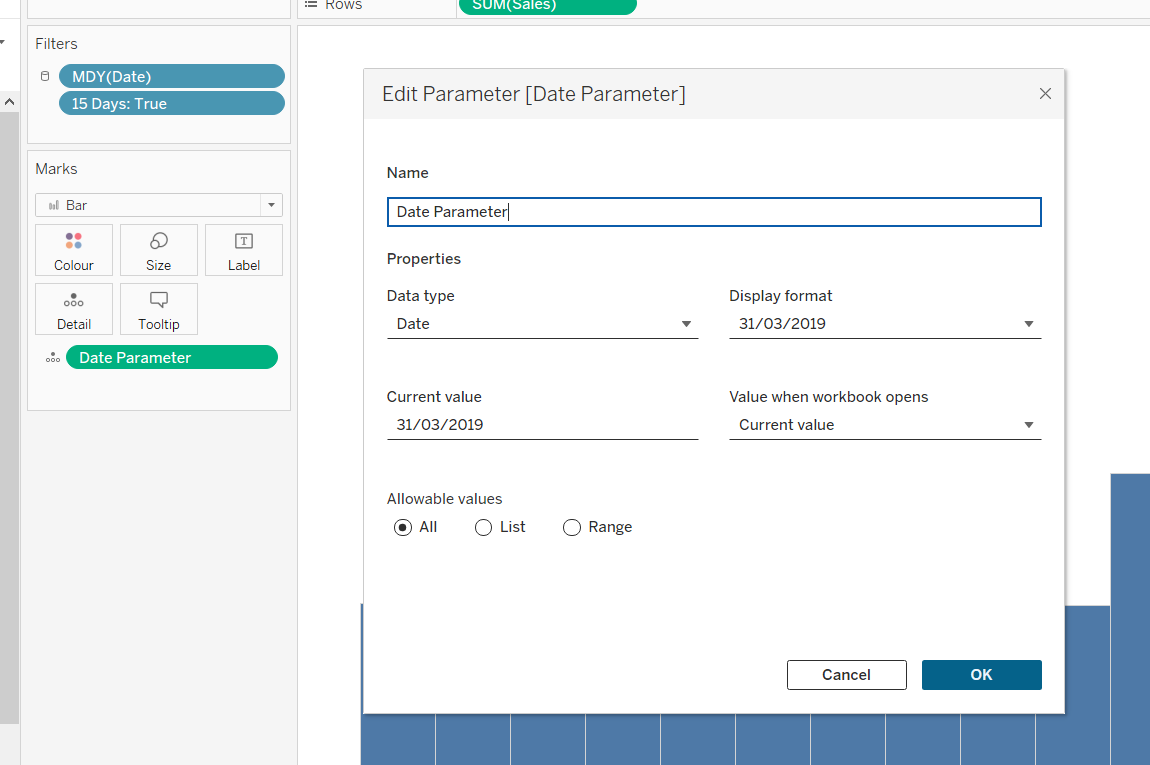 Rows
SUM(Sales)
Filters
MDY(Date)
15 Days: True
Marks
Bar
Colour
Size
T
Label
Detail
Tooltip
Date Parameter
Edit Parameter [Date Parameter]
Name
Date Parameter
Properties
Data type
Display format
Date
31/03/2019
Current value
Value when workbook opens
31/03/2019
Current value
Allowable values
All
List
Range
Cancel
OK